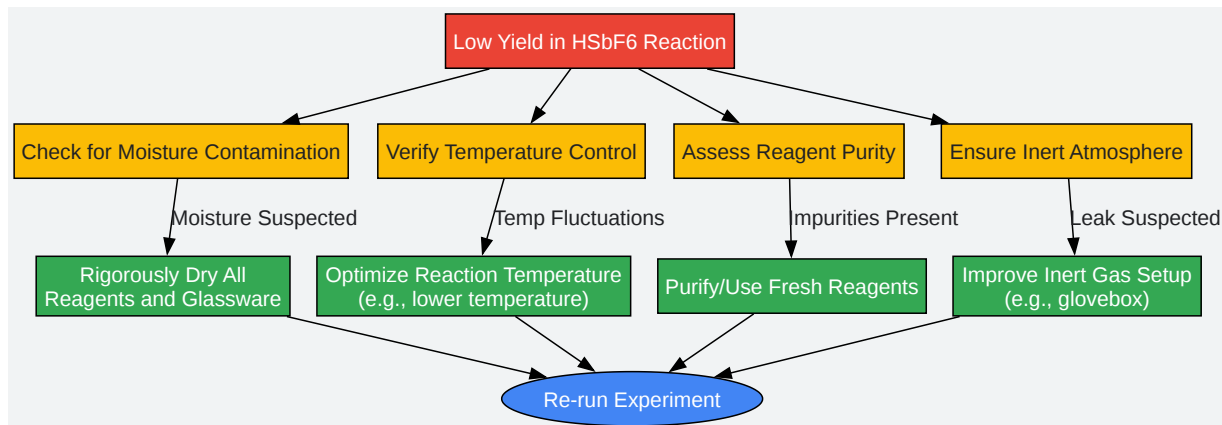 Low Yield in HSbF6 Reaction
Check for Moisture Contamination
Verify Temperature Control
Assess Reagent Purity
Ensure Inert Atmosphere
Moisture Suspected
Temp Fluctuations
Impurities Present
Leak Suspected
Rigorously Dry All
Reagents and Glassware
Optimize Reaction Temperature
(e.g., lower temperature)
Purify/Use Fresh Reagents
Improve Inert Gas Setup
(e.g., glovebox)
Re-run Experiment